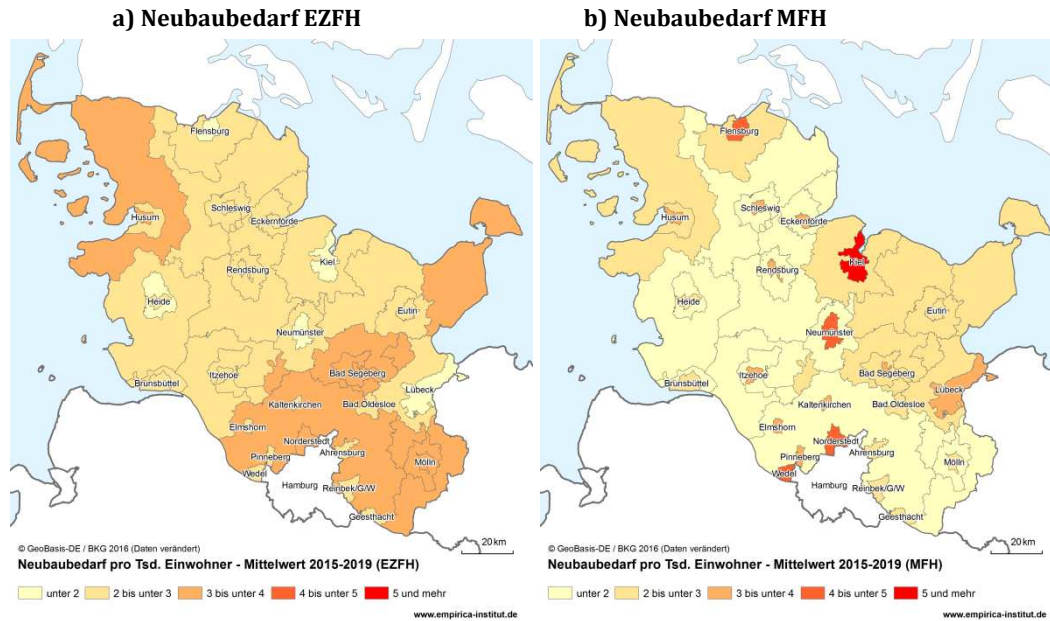 a) Neubaubedarf EZFH
Flensburg
Husum
Schleswig
Eckernförde
Kiel
Rendsburg
Heide
Eutin
Neumünster
Bad Segeberg
Brunsbüttel
Itzehoe
Lübeck
Kaltenkirchen
Bad Oldesloe
Elmshorn
Norderstedt
Ahrensburg
Pinneberg
Mölln
Wedel
Hamburg
Reinbek/G/W
Geesthacht
20 km
© GeoBasis-DE / BKG 2016 (Daten verändert)
Neubaubedarf pro Tsd. Einwohner - Mittelwert 2015-2019 (EZFH)
unter 2 2 bis unter 3 3 bis unter 4 4 bis unter 5 5 und mehr
www.empirica-institut.de
b) Neubaubedarf MFH
Flensburg
Husum
Schleswig
Eckernförde
Kiel
Rendsburg
Heide
Eutin
Neumünster
Bad Segeberg
Brunsbüttel
Itzehoe
Lübeck
Kaltenkirchen
Bad Oldesloe
Elmshorn
Norderstedt
Ahrensburg
Pinneberg
Mölln
Wedel
Hamburg
Reinbek/G/W
Geesthacht
20 km
© GeoBasis-DE / BKG 2016 (Daten verändert)
Neubaubedarf pro Tsd. Einwohner - Mittelwert 2015-2019 (MFH)
unter 2 2 bis unter 3 3 bis unter 4 4 bis unter 5 5 und mehr
www.empirica-institut.de